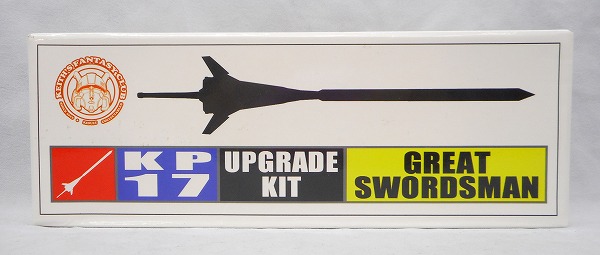 KEITH'S FANTASY CLUB
KP
17
UPGRADE
KIT
GREAT
SWORDSMAN